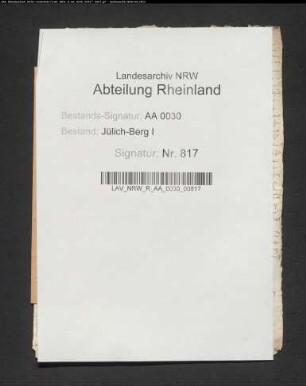 Landesarchiv NRW
Abteilung Rheinland
Bestands-Signatur: AA 0030
Bestand: Jülich-Berg I
Signatur: Nr. 817
LAV_NRW_R_AA_0030_00817